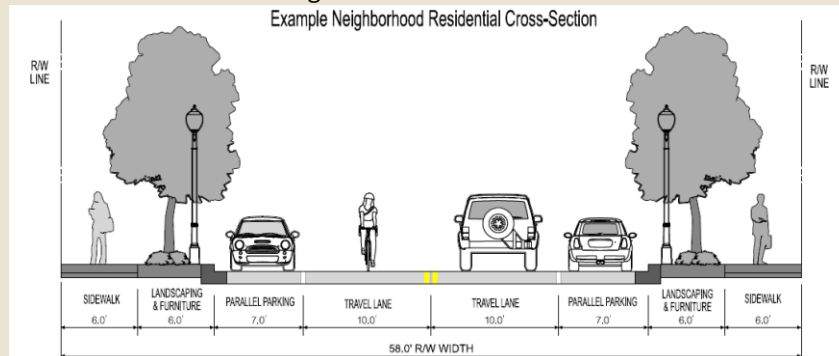 Example Neighborhood Residential Cross-Section
R/W
LINE
R/W
LINE
SIDEWALK
6.0'
LANDSCAPING
& FURNITURE
6.0'
PARALLEL PARKING
7.0'
TRAVEL LANE
10.0'
TRAVEL LANE
10.0'
PARALLEL PARKING
7.0'
LANDSCAPING
& FURNITURE
6.0'
SIDEWALK
6.0'
58.0' R/W WIDTH